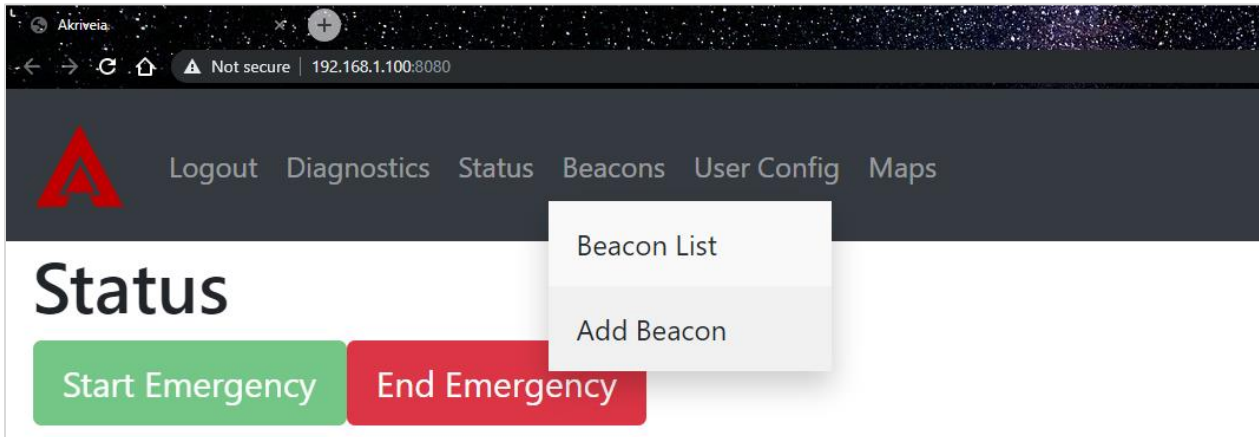 Akriveia
Not secure | 192.168.1.100:8080
Logout Diagnostics Status Beacons User Config Maps
Beacon List
Status
Add Beacon
Start Emergency End Emergency